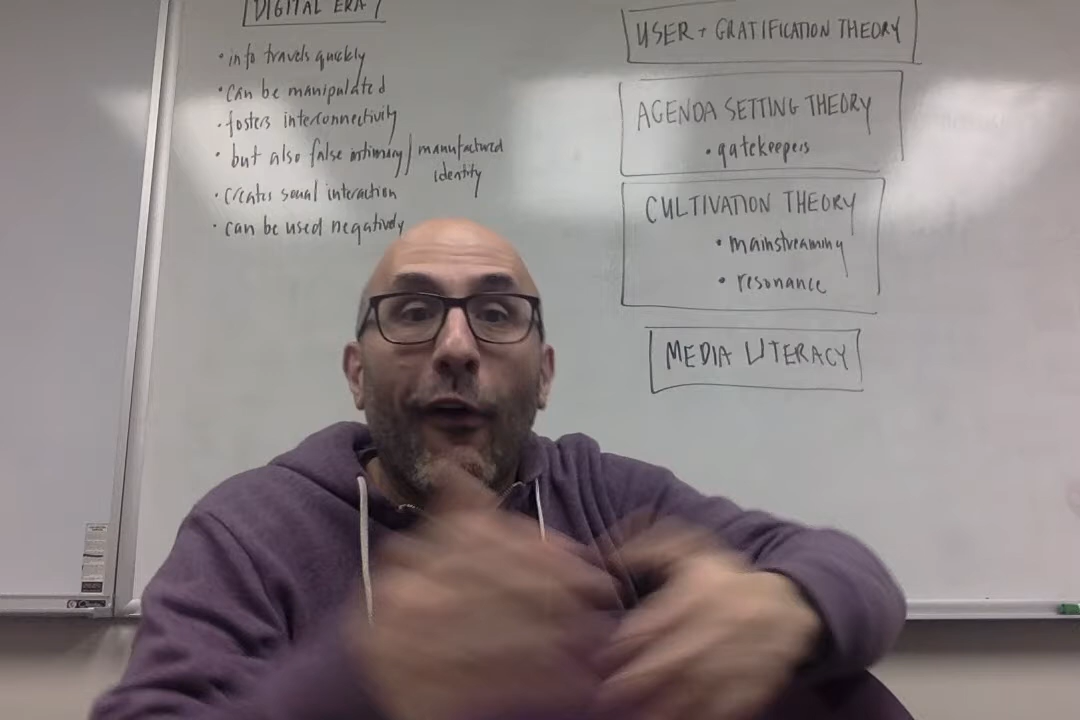 DIGITAL ERA
• info travels quickly
• can be manipulated
• fosters interconnectivity
• but also false intimacy / manufactured
identity
• creates social interaction
• can be used negatively
USER + GRATIFICATION THEORY
AGENDA SETTING THEORY
• gatekeepers
CULTIVATION THEORY
• mainstreaming
• resonance
MEDIA LITERACY